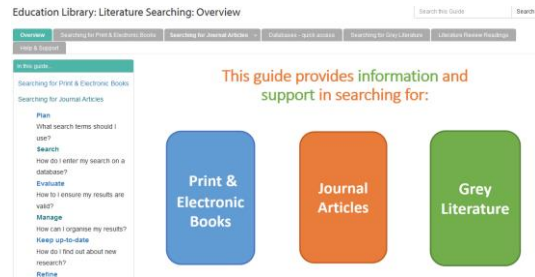 Education Library: Literature Searching: Overview
Search this Guide
Search
Overview
Searching for Print & Electronic Books
Searching for Journal Articles
Databases - quick access
Searching for Grey Literature
Literature Review Readings
Help & Support
In this guide...
Searching for Print & Electronic Books
Searching for Journal Articles
Plan
What search terms should I
use?
Search
How do I enter my search on a
database?
Evaluate
How to I ensure my results are
valid?
Manage
How can I organise my results?
Keep up-to-date
How do I find out about new
research?
Refine
This guide provides information and
support in searching for:
Print &
Electronic
Books
Journal
Articles
Grey
Literature